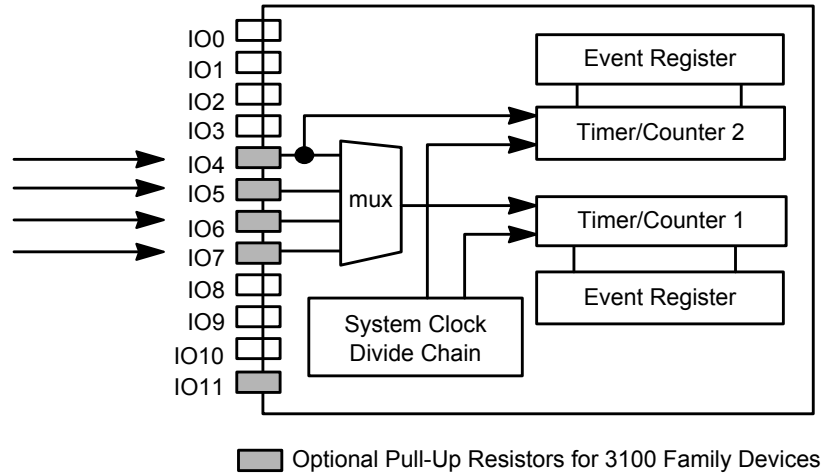 IO0
IO1
IO2
IO3
IO4
IO5
IO6
IO7
IO8
IO9
IO10
IO11
mux
Event Register
Timer/Counter 2
Timer/Counter 1
Event Register
System Clock
Divide Chain
Optional Pull-Up Resistors for 3100 Family Devices